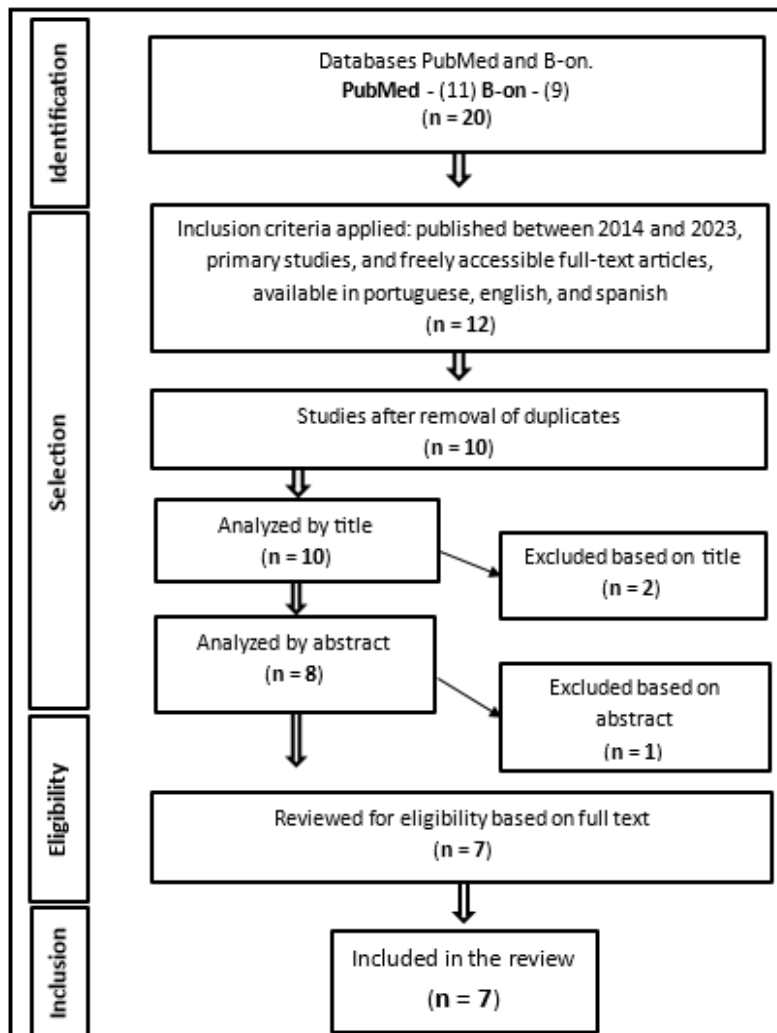 Identification
Databases PubMed and B-on.
PubMed - (11) B-on - (9)
(n = 20)
Selection
Inclusion criteria applied: published between 2014 and 2023,
primary studies, and freely accessible full-text articles,
available in portuguese, english, and spanish
(n = 12)
Studies after removal of duplicates
(n = 10)
Analyzed by title
(n = 10)
Excluded based on title
(n = 2)
Analyzed by abstract
(n = 8)
Excluded based on
abstract
(n = 1)
Eligibility
Reviewed for eligibility based on full text
(n = 7)
Inclusion
Included in the review
(n = 7)